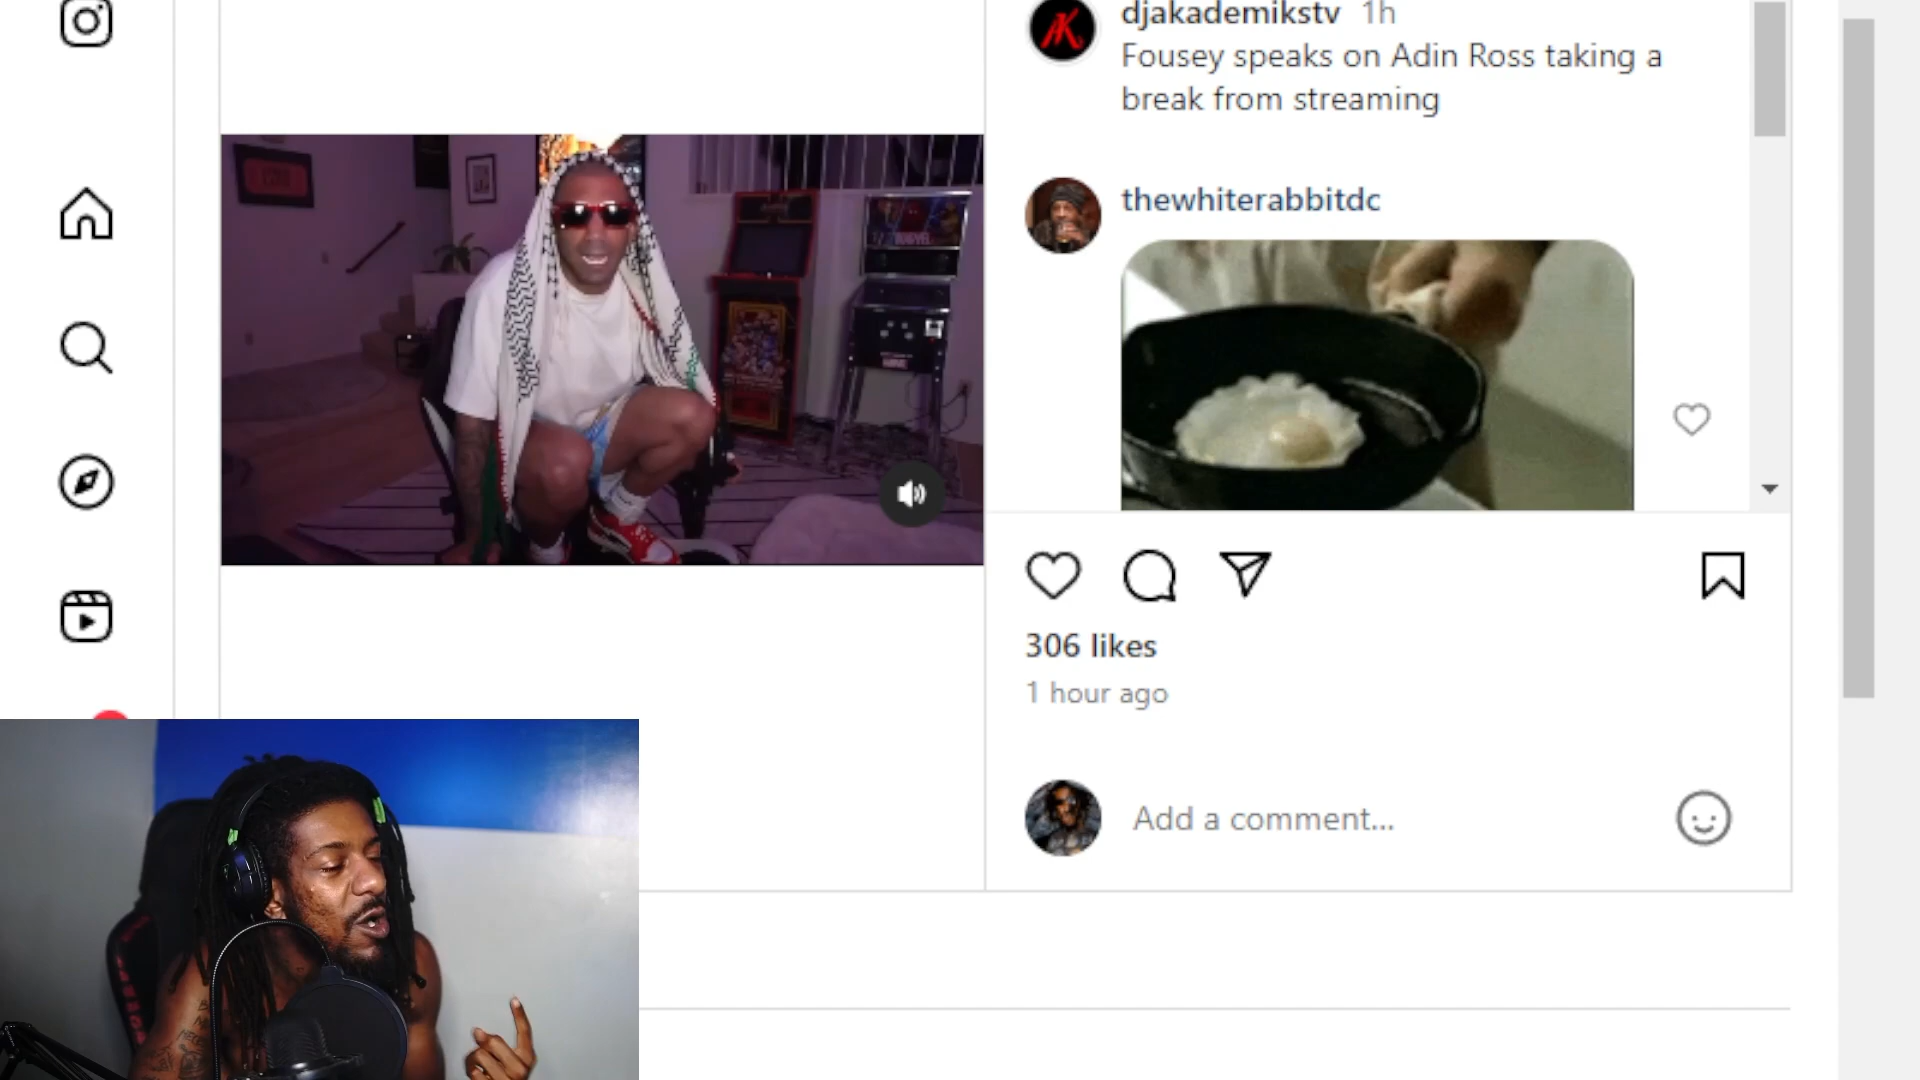 djakademikstv 1h
Fousey speaks on Adin Ross taking a
break from streaming
thewhiterabbitdc
306 likes
1 hour ago
Add a comment...